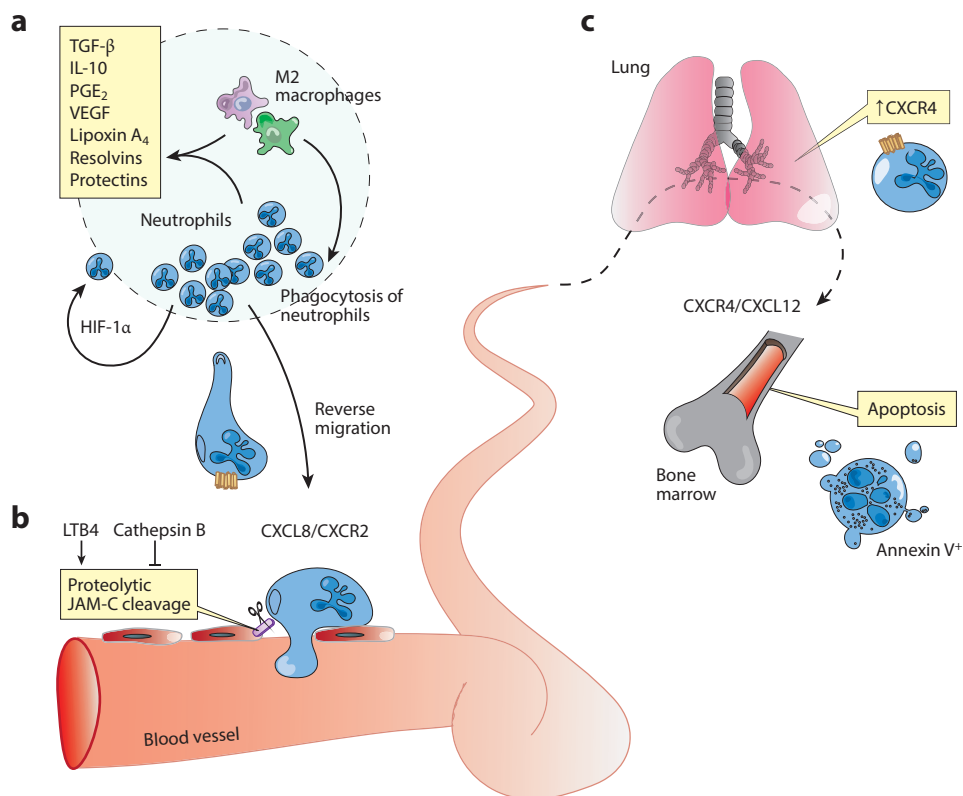 a
TGF-β
IL-10
PGE₂
VEGF
Lipoxin A₄
Resolvins
Protectins
M2
macrophages
Neutrophils
Phagocytosis of
neutrophils
HIF-1α
Reverse
migration
b
LTB4
Cathepsin B
CXCL8/CXCR2
Proteolytic
JAM-C cleavage
Blood vessel
c
Lung
↑CXCR4
CXCR4/CXCL12
Apoptosis
Bone
marrow
Annexin V⁺